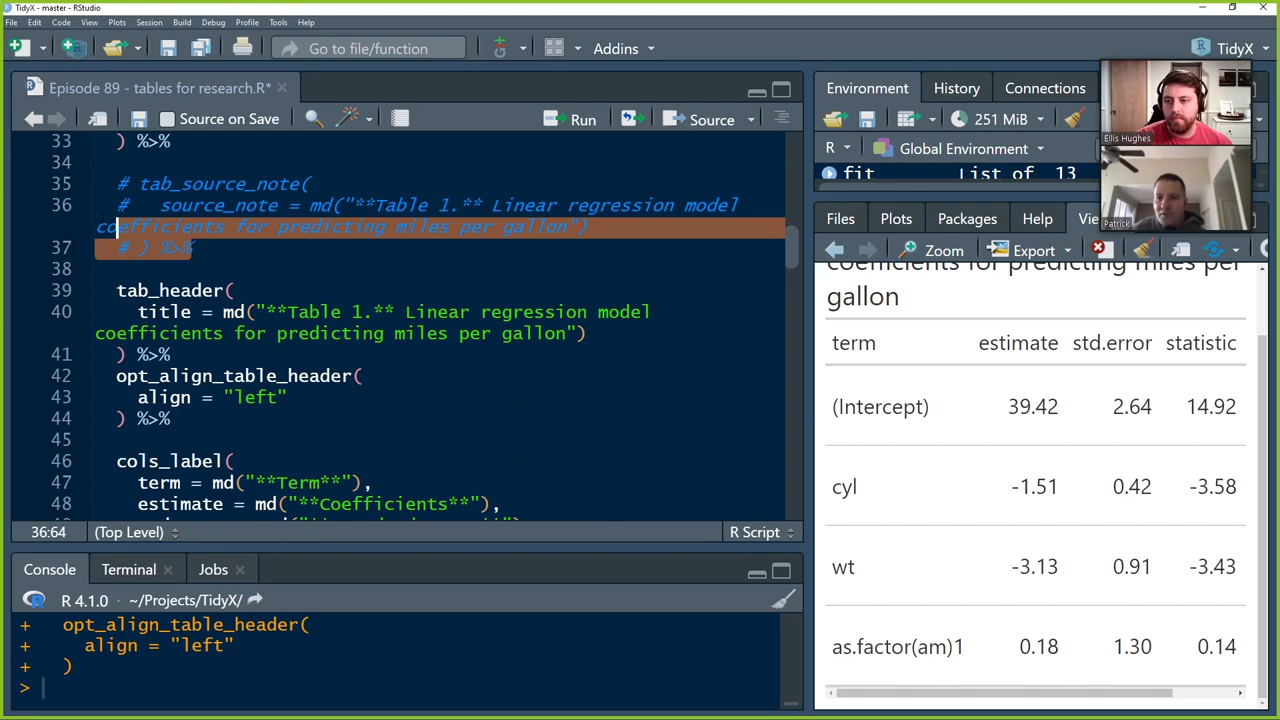 TidyX - master - RStudio
File Edit Code View Plots Session Build Debug Profile Tools Help
Go to file/function
Addins
TidyX
Episode 89 - tables for research.R*
Source on Save
Run
Source
33 ) %>%
34
35 # tab_source_note(
36 # source_note = md("**Table 1.** Linear regression model
coefficients for predicting miles per gallon")
37 # ) %>%
38
39 tab_header(
40 title = md("**Table 1.** Linear regression model
coefficients for predicting miles per gallon")
41 ) %>%
42 opt_align_table_header(
43 align = "left"
44 ) %>%
45
46 cols_label(
47 term = md("**Term**"),
48 estimate = md("**Coefficients**"),
36:64 (Top Level) R Script
Console Terminal Jobs
R 4.1.0 · ~/Projects/TidyX/
+ opt_align_table_header(
+ align = "left"
+ )
>
Environment History Connections
251 MiB
R Global Environment
fit List of 13
Ellis Hughes
Patrick
Files Plots Packages Help
Zoom Export
coefficients for predicting miles per
gallon
term estimate std.error statistic
(Intercept) 39.42 2.64 14.92
cyl -1.51 0.42 -3.58
wt -3.13 0.91 -3.43
as.factor(am)1 0.18 1.30 0.14